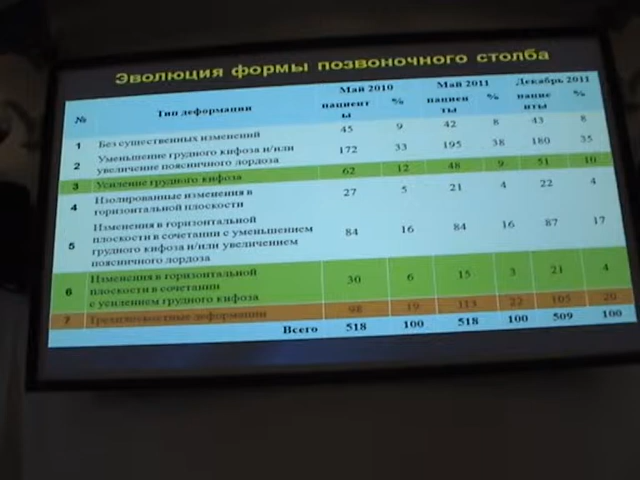 Эволюция формы позвоночного столба
№ Тип деформации Май 2010 Май 2011 Декабрь 2011
пациенты % пациенты % пациенты %
1 Без существенных изменений 45 9 42 8 43 8
2 Уменьшение грудного кифоза и/или
увеличение поясничного лордоза 172 33 195 38 180 35
3 Усиление грудного кифоза 62 12 48 9 51 10
4 Изолированные изменения в
горизонтальной плоскости 27 5 21 4 22 4
5 Изменения в горизонтальной
плоскости в сочетании с уменьшением
грудного кифоза и/или увеличением
поясничного лордоза 84 16 84 16 87 17
6 Изменения в горизонтальной
плоскости в сочетании
с усилением грудного кифоза 30 6 15 3 21 4
7 Трехплоскостные деформации 98 19 113 22 105 20
Всего 518 100 518 100 509 100